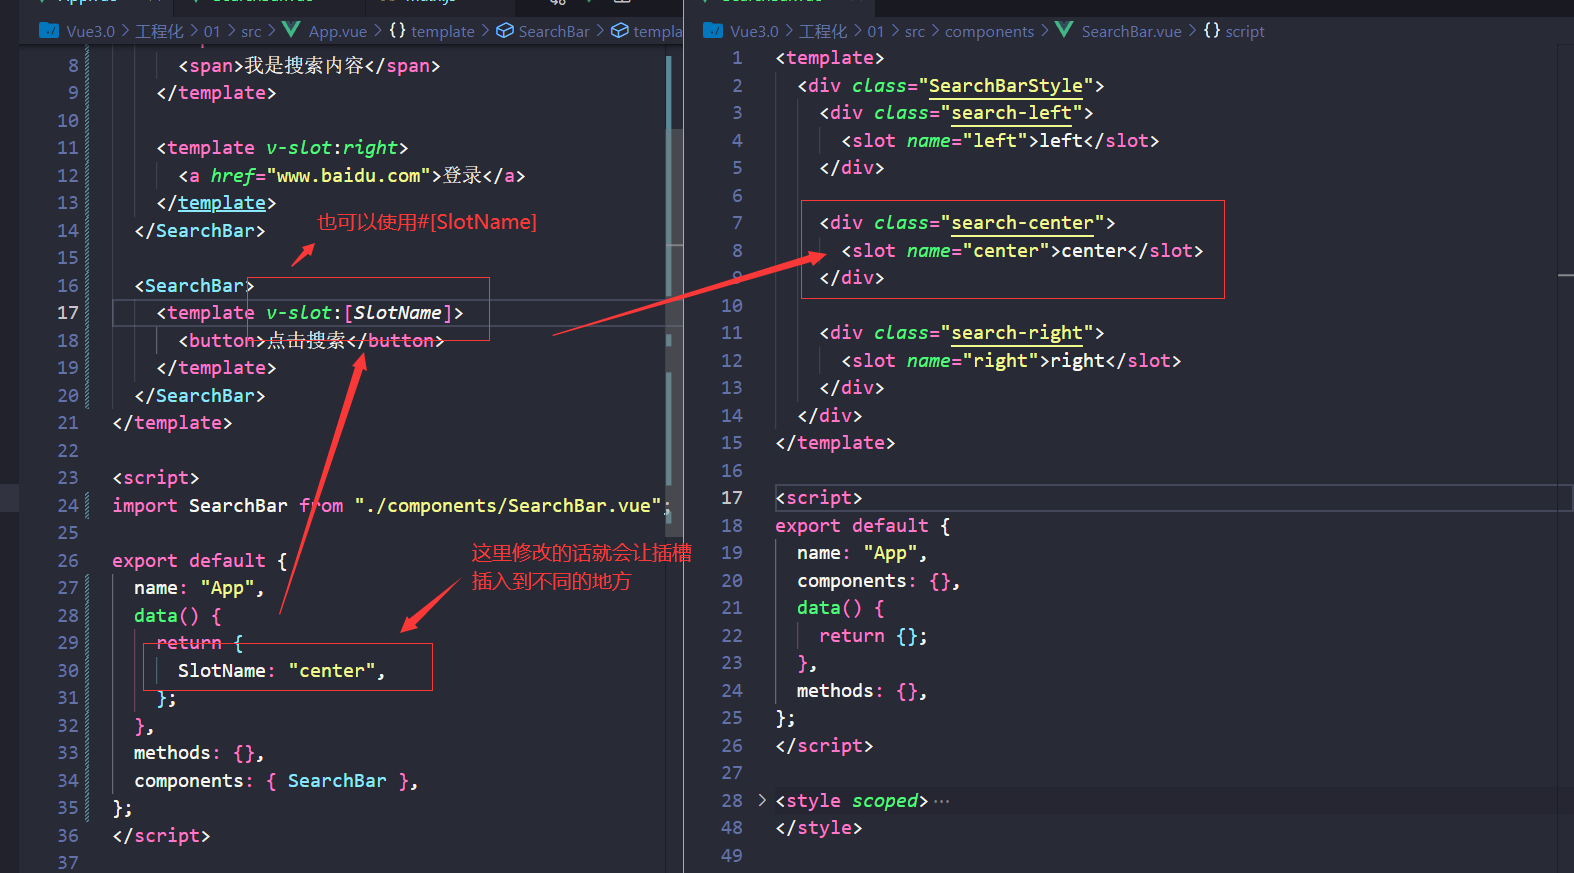 Vue3.0 > 工程化 > 01 > src > App.vue > {} template > SearchBar > templa
8 <span>我是搜索内容</span>
9 </template>
10
11 <template v-slot:right>
12 <a href="www.baidu.com">登录</a>
13 </template>
也可以使用#[SlotName]
14 </SearchBar>
15
16 <SearchBar>
17 <template v-slot:[SlotName]>
18 <button>点击搜索</button>
19 </template>
20 </SearchBar>
21 </template>
22
23 <script>
24 import SearchBar from "./components/SearchBar.vue";
25
26 export default {
这里修改的话就会让插槽
插入到不同的地方
27 name: "App",
28 data() {
29 return {
30 SlotName: "center",
31 };
32 },
33 methods: {},
34 components: { SearchBar },
35 };
36 </script>
37
Vue3.0 > 工程化 > 01 > src > components > SearchBar.vue > {} script
1 <template>
2 <div class="SearchBarStyle">
3 <div class="search-left">
4 <slot name="left">left</slot>
5 </div>
6
7 <div class="search-center">
8 <slot name="center">center</slot>
9 </div>
10
11 <div class="search-right">
12 <slot name="right">right</slot>
13 </div>
14 </div>
15 </template>
16
17 <script>
18 export default {
19 name: "App",
20 components: {},
21 data() {
22 return {};
23 },
24 methods: {},
25 };
26 </script>
27
28 > <style scoped>…
48 </style>
49